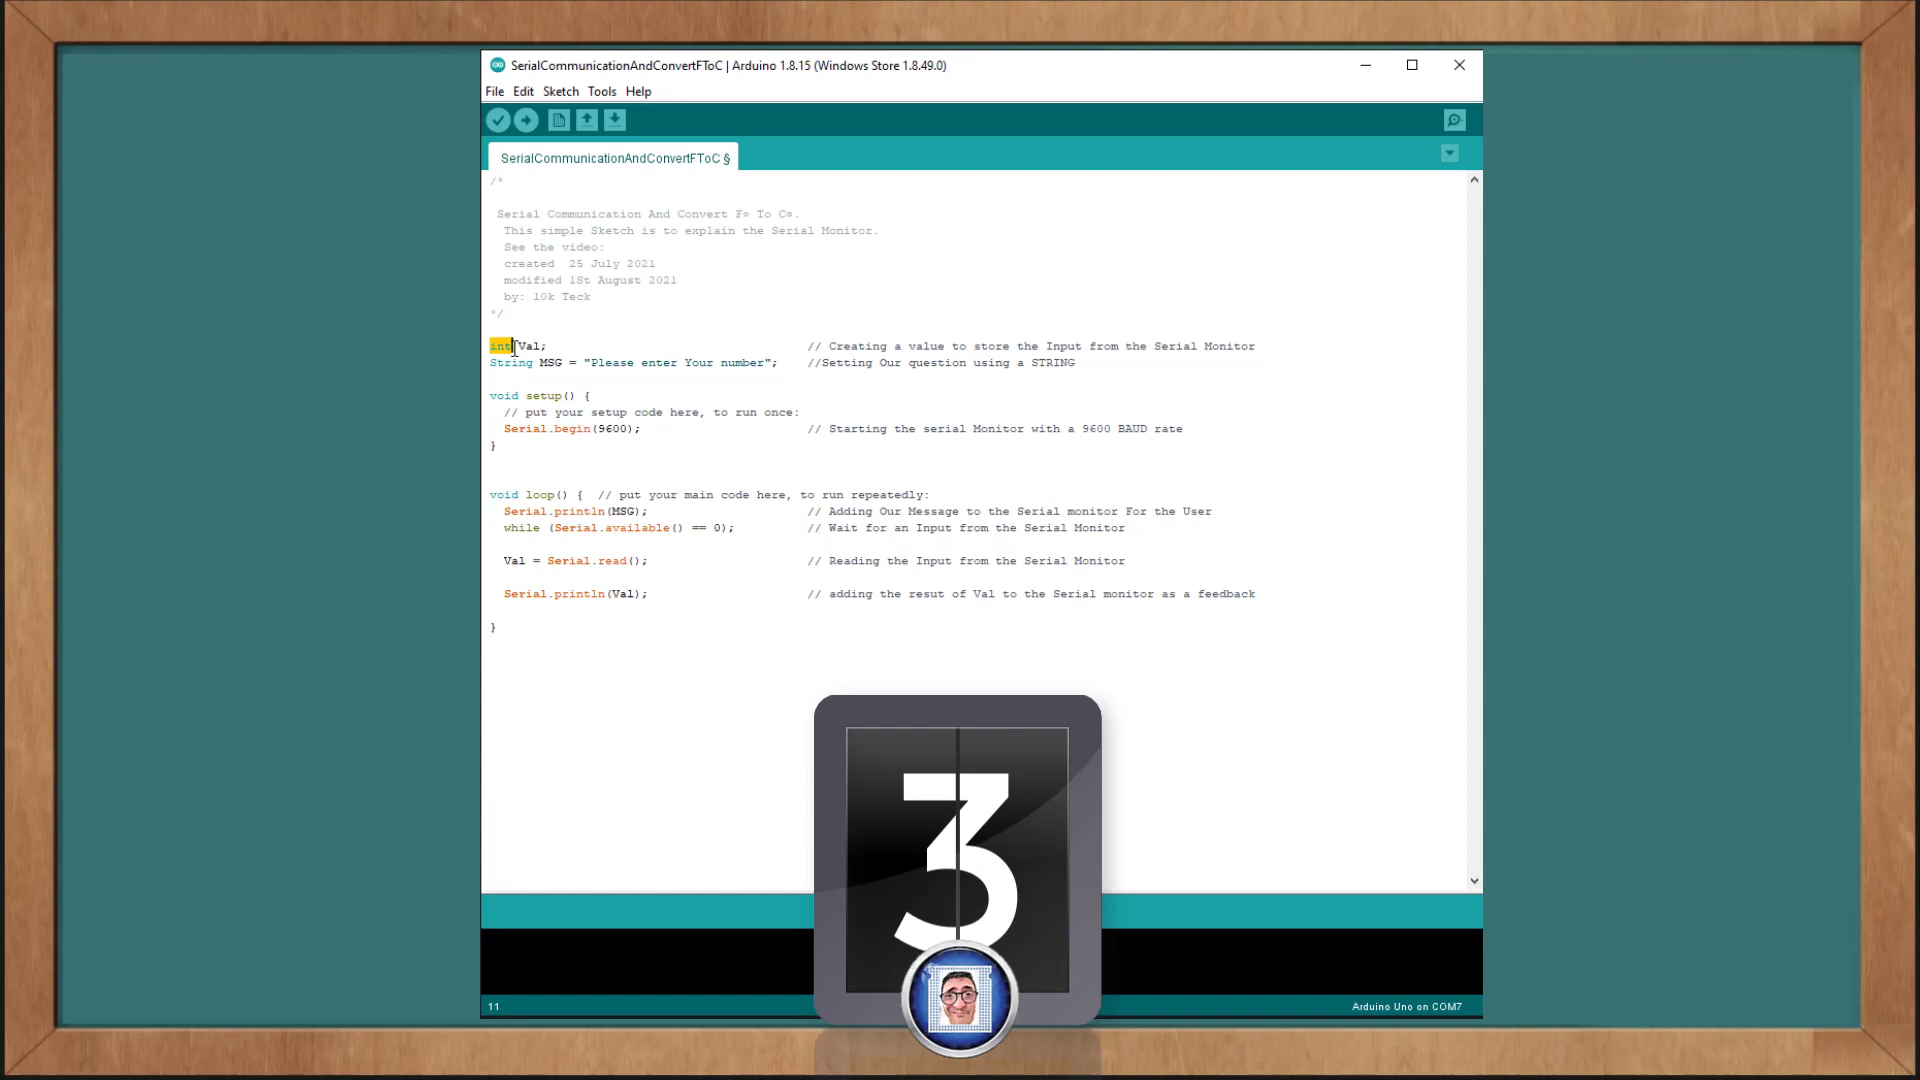 SerialCommunicationAndConvertFToC | Arduino 1.8.15 (Windows Store 1.8.49.0)
File Edit Sketch Tools Help
SerialCommunicationAndConvertFToC §
/*
Serial Communication And Convert F¤ To C¤.
This simple Sketch is to explain the Serial Monitor.
See the video:
created  25 July 2021
modified 1St August 2021
by: 10k Teck
*/
int Val; // Creating a value to store the Input from the Serial Monitor
String MSG = "Please enter Your number"; //Setting Our question using a STRING
void setup() {
// put your setup code here, to run once:
Serial.begin(9600); // Starting the serial Monitor with a 9600 BAUD rate
}
void loop() {  // put your main code here, to run repeatedly:
Serial.println(MSG); // Adding Our Message to the Serial monitor For the User
while (Serial.available() == 0); // Wait for an Input from the Serial Monitor
Val = Serial.read(); // Reading the Input from the Serial Monitor
Serial.println(Val); // adding the resut of Val to the Serial monitor as a feedback
}
3
11 Arduino Uno on COM7